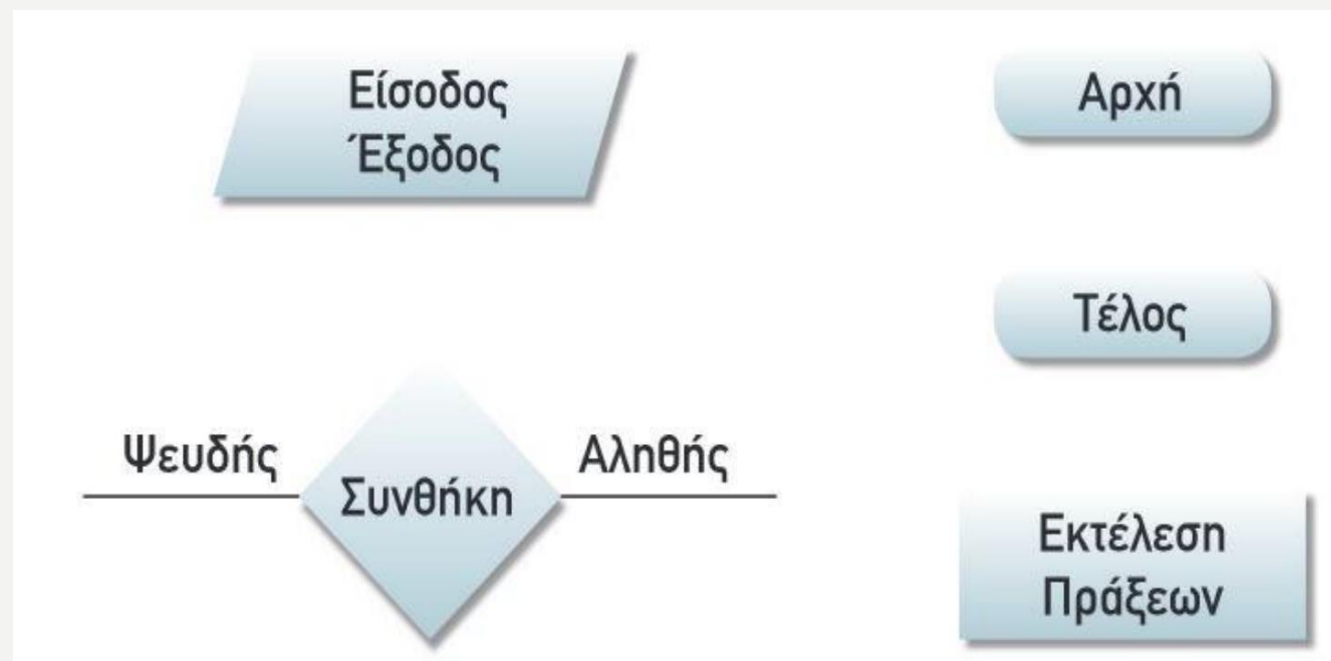 Είσοδος
Έξοδος
Αρχή
Τέλος
Ψευδής
Συνθήκη
Αληθής
Εκτέλεση
Πράξεων